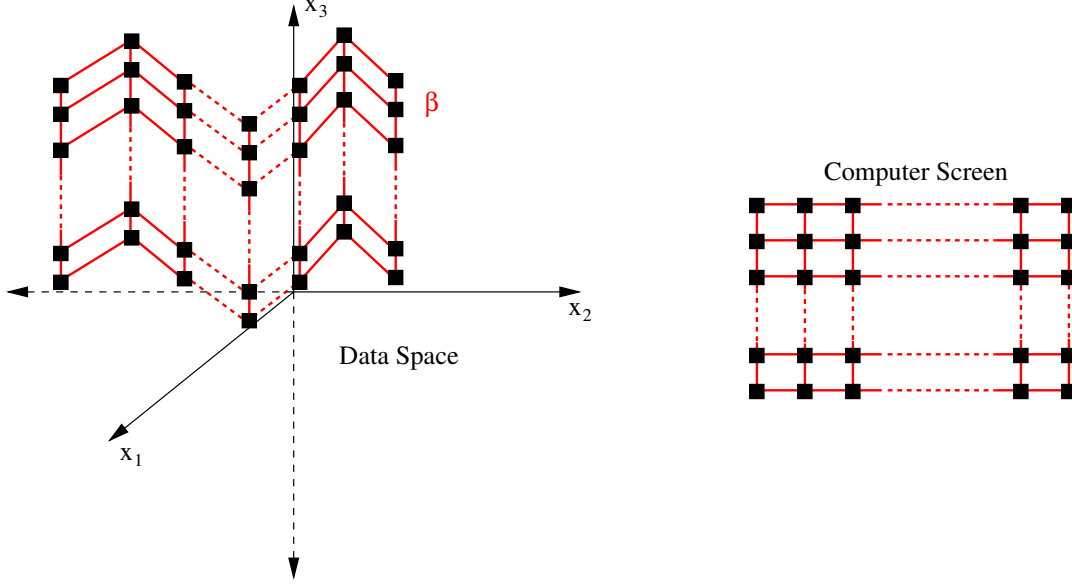 x3
β
Computer Screen
x2
Data Space
x1